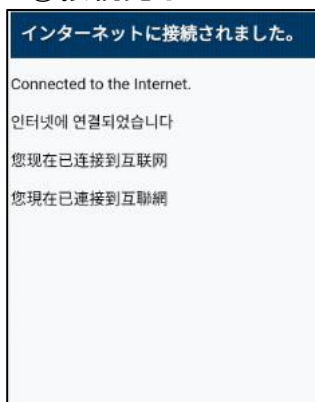 インターネットに接続されました。
Connected to the Internet.
인터넷에 연결되었습니다
您现在已连接到互联网
您現在已連接到互聯網